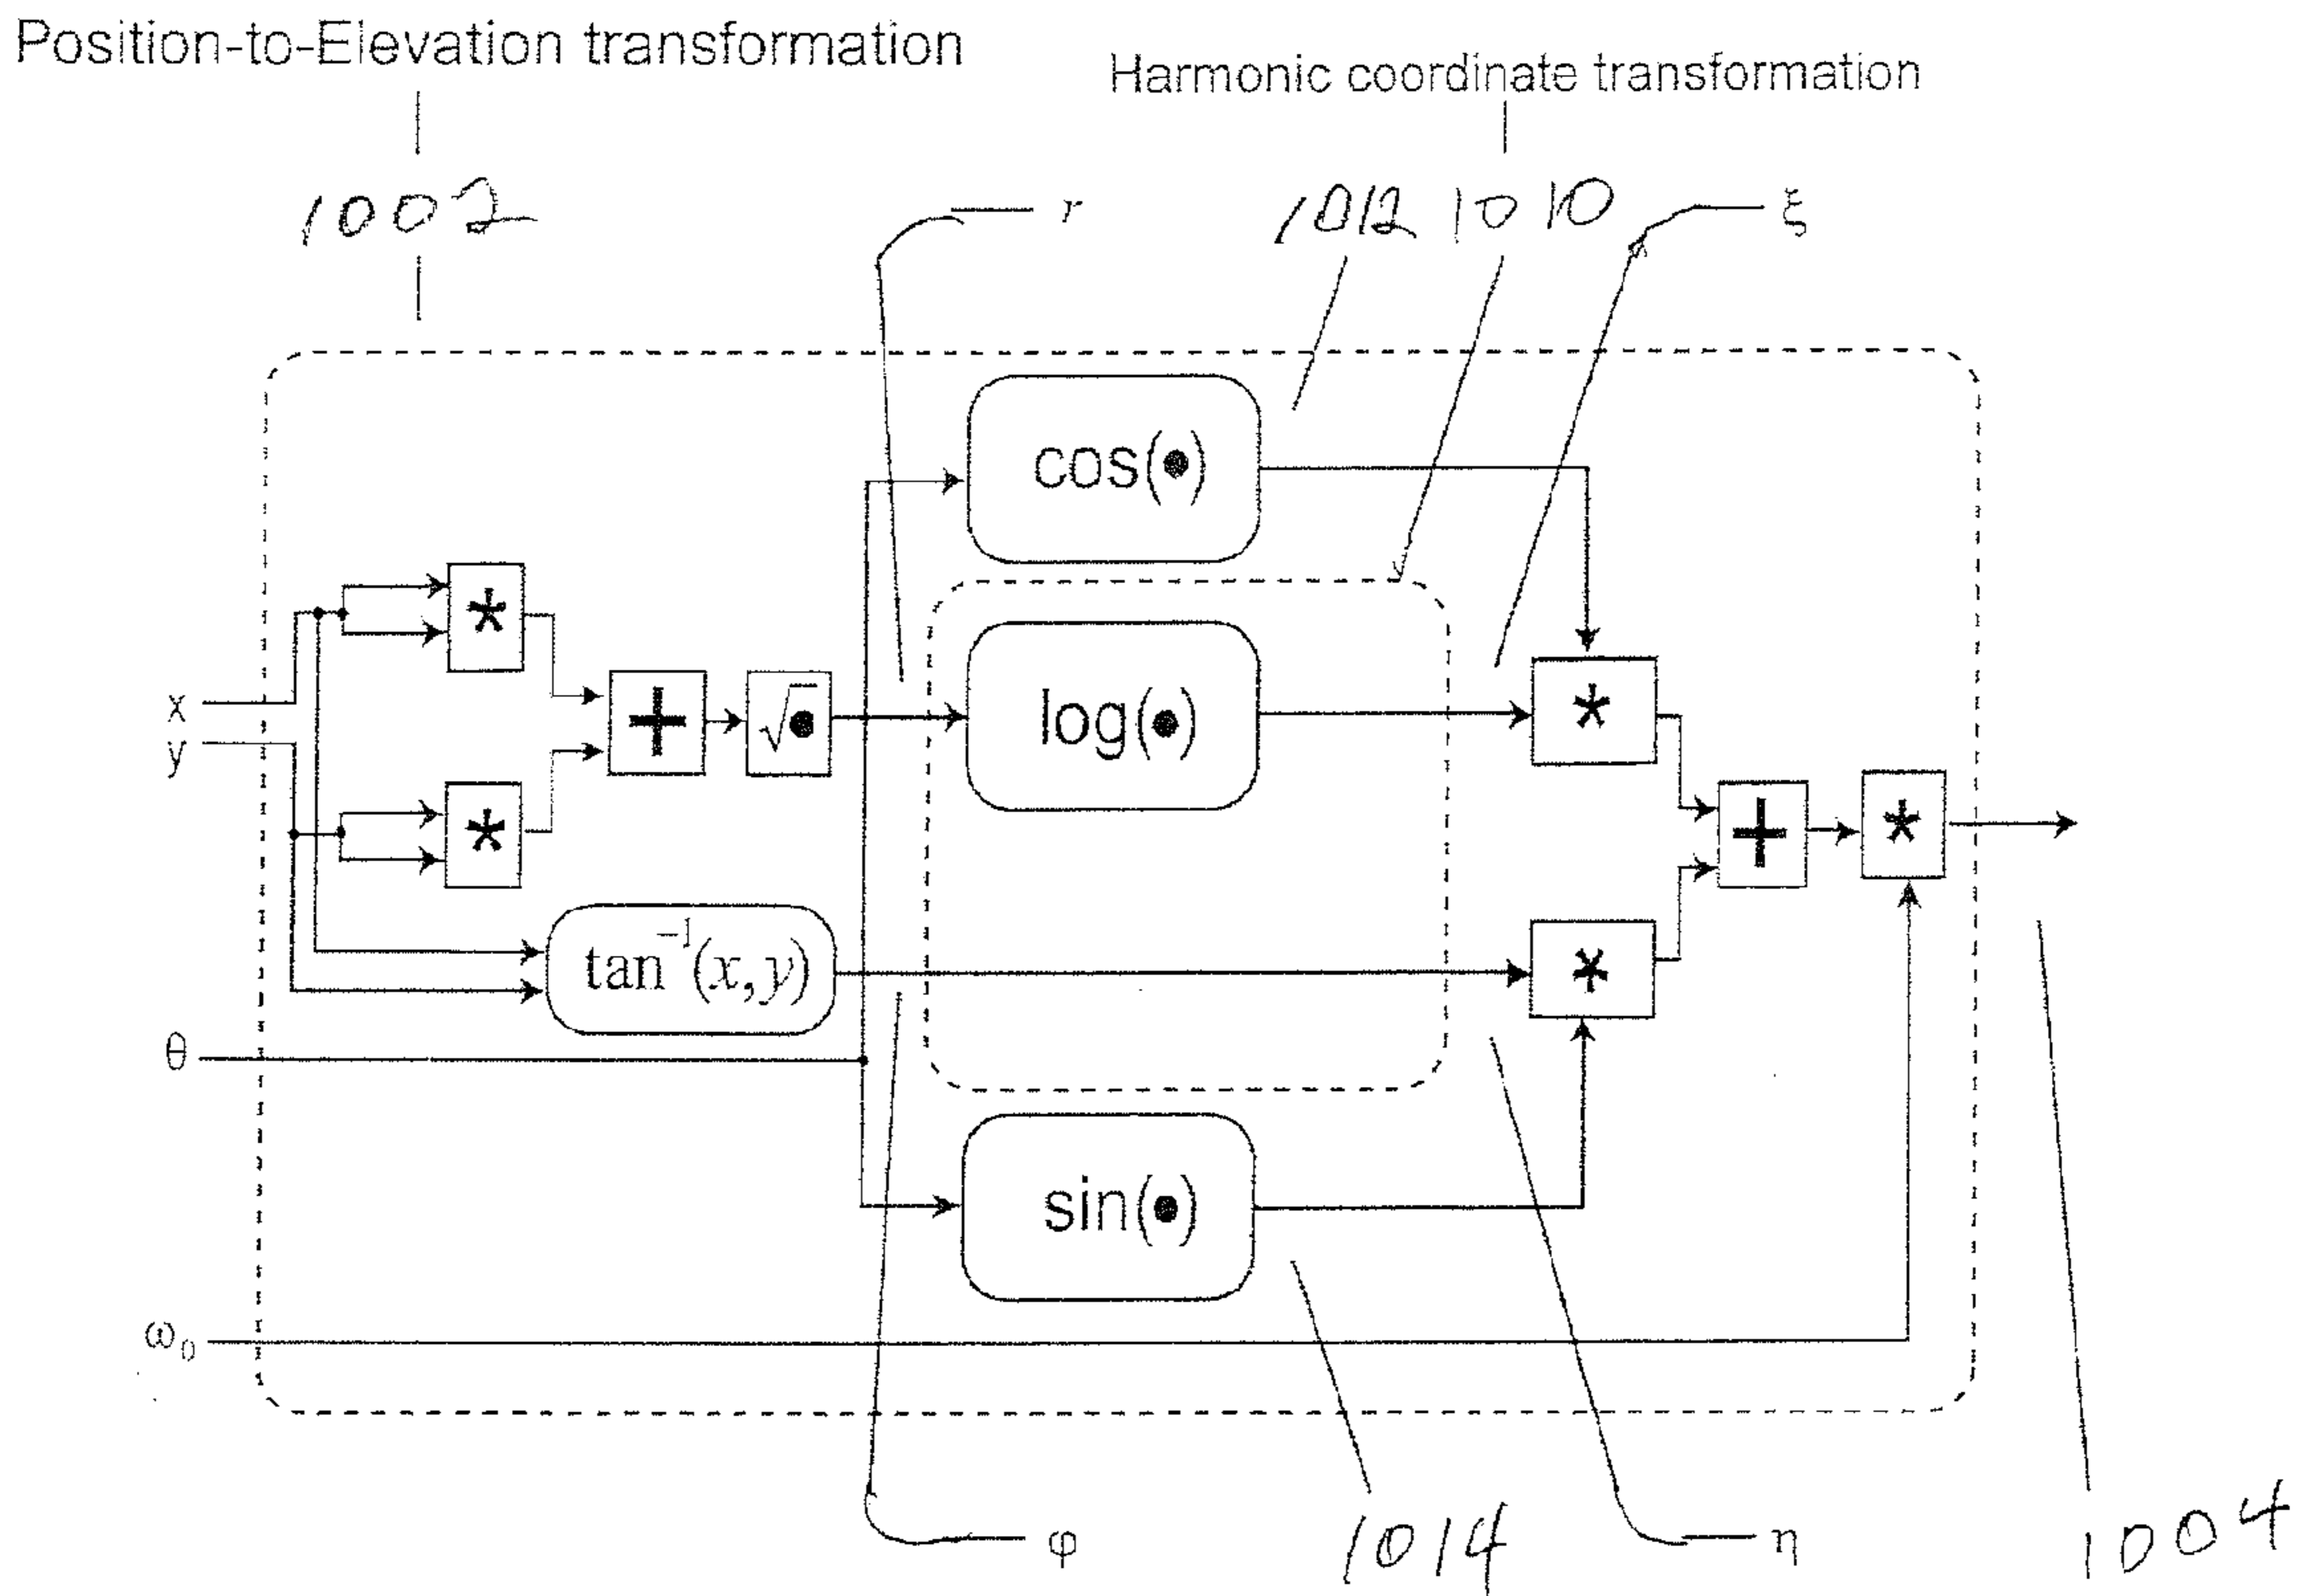 Position-to-Elevation transformation
Harmonic coordinate transformation
1002
r
1012
1010
ξ
cos(•)
*
x
y
+
√•
log(•)
*
*
+
*
tan⁻¹(x,y)
*
θ
sin(•)
ω₀
φ
1014
η
1004